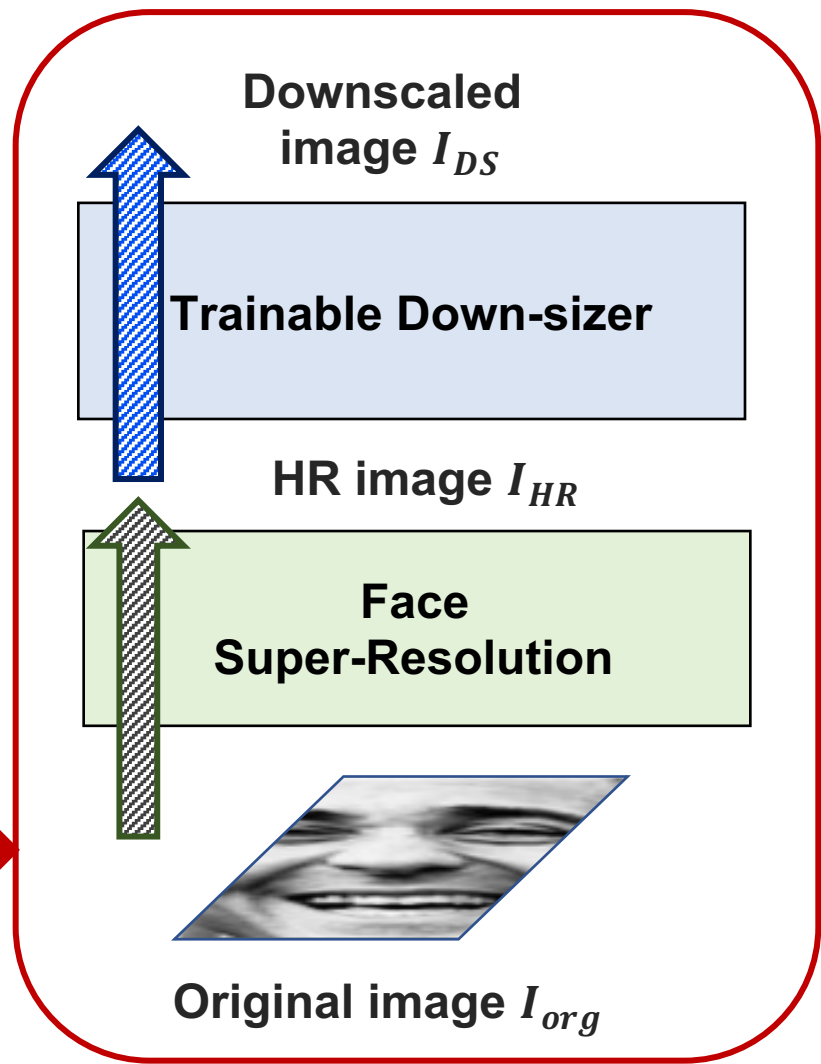 Downscaled
image I_DS
Trainable Down-sizer
HR image I_HR
Face
Super-Resolution
Original image I_org